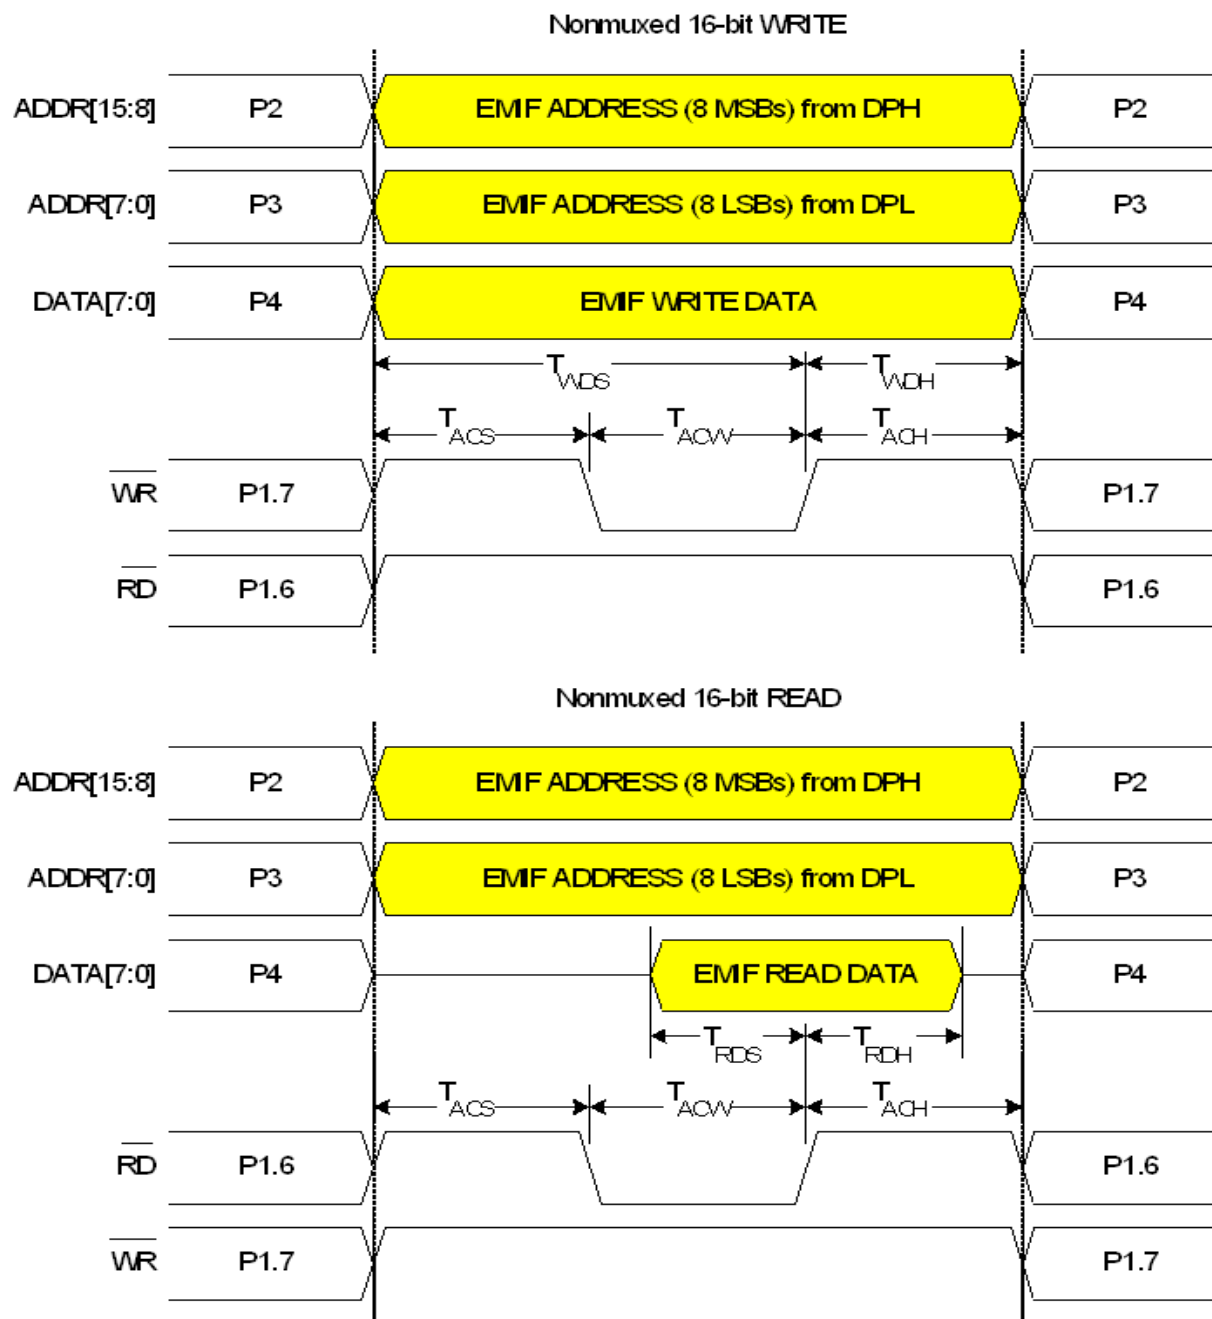 Nonmuxed 16-bit WRITE
ADDR[15:8] P2 EMIF ADDRESS (8 MSBs) from DPH P2
ADDR[7:0] P3 EMIF ADDRESS (8 LSBs) from DPL P3
DATA[7:0] P4 EMIF WRITE DATA P4
TWDS TWDH
TACS TACW TACH
WR P1.7 P1.7
RD P1.6 P1.6
Nonmuxed 16-bit READ
ADDR[15:8] P2 EMIF ADDRESS (8 MSBs) from DPH P2
ADDR[7:0] P3 EMIF ADDRESS (8 LSBs) from DPL P3
DATA[7:0] P4 EMIF READ DATA P4
TRDS TRDH
TACS TACW TACH
RD P1.6 P1.6
WR P1.7 P1.7